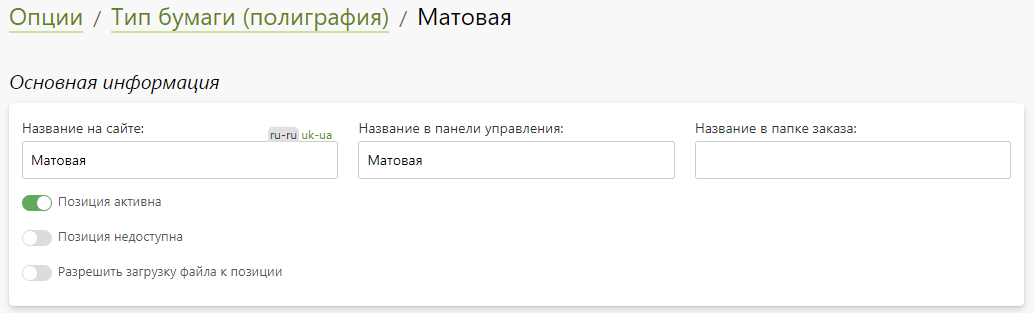 Опции / Тип бумаги (полиграфия) / Матовая
Основная информация
Название на сайте: ru-ru uk-ua Название в панели управления: Название в папке заказа:
Матовая Матовая
Позиция активна
Позиция недоступна
Разрешить загрузку файла к позиции